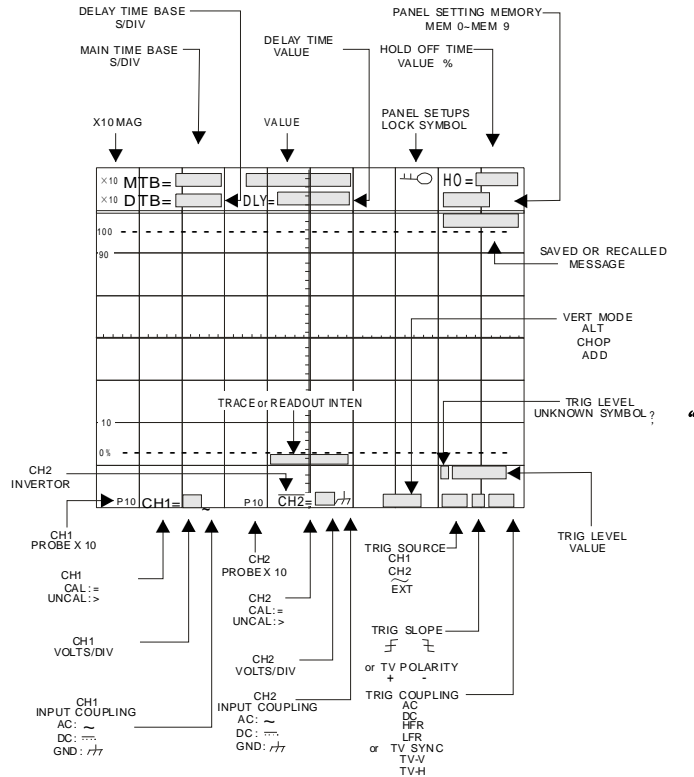 DELAY TIME BASE
S/DIV
MAIN TIME BASE
S/DIV
DELAY TIME
VALUE
PANEL SETTING MEMORY
MEM 0~MEM 9
HOLD OFF TIME
VALUE %
X10 MAG
VALUE
PANEL SETUPS
LOCK SYMBOL
×10 MTB=
HO=
×10 DTB=
DLY=
100
90
SAVED OR RECALLED
MESSAGE
VERT MODE
ALT
CHOP
ADD
TRACE or READOUT INTEN
TRIG LEVEL
UNKNOWN SYMBOL ? “
10
0%
CH2
INVERTOR
P10 CH1= ~
P10 CH2=
CH1
PROBE X 10
CH2
PROBE X 10
TRIG SOURCE
CH1
CH2
~
EXT
TRIG LEVEL
VALUE
CH1
CAL:=
UNCAL:>
CH2
CAL:=
UNCAL:>
CH1
VOLTS/DIV
CH2
VOLTS/DIV
TRIG SLOPE
or TV POLARITY
+ -
CH1
INPUT COUPLING
AC: ~
DC:
GND:
CH2
INPUT COUPLING
AC: ~
DC:
GND:
TRIG COUPLING
AC
DC
HFR
LFR
or TV SYNC
TV-V
TV-H